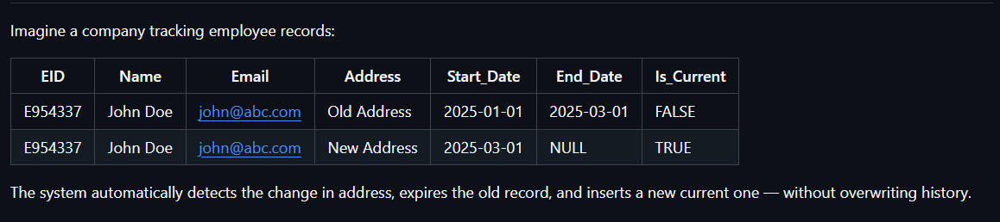 Imagine a company tracking employee records:
EID Name Email Address Start_Date End_Date Is_Current
E954337 John Doe john@abc.com Old Address 2025-01-01 2025-03-01 FALSE
E954337 John Doe john@abc.com New Address 2025-03-01 NULL TRUE
The system automatically detects the change in address, expires the old record, and inserts a new current one — without overwriting history.